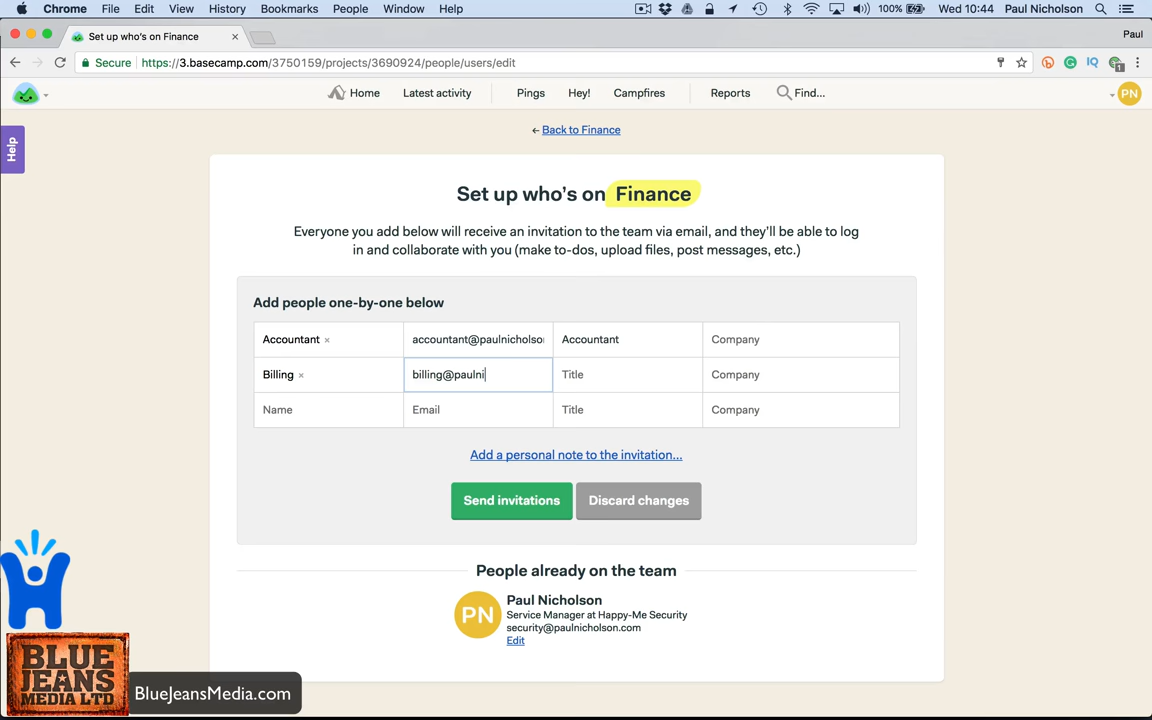 Chrome File Edit View History Bookmarks People Window Help 100% Wed 10:44 Paul Nicholson
Set up who's on Finance × Paul
Secure https://3.basecamp.com/3750159/projects/3690924/people/users/edit IQ 1
Home Latest activity Pings Hey! Campfires Reports Find... PN
Help
← Back to Finance
Set up who's on Finance
Everyone you add below will receive an invitation to the team via email, and they'll be able to log
in and collaborate with you (make to-dos, upload files, post messages, etc.)
Add people one-by-one below
Accountant × accountant@paulnicholso Accountant Company
Billing × billing@paulni Title Company
Name Email Title Company
Add a personal note to the invitation...
Send invitations Discard changes
People already on the team
PN
Paul Nicholson
Service Manager at Happy-Me Security
security@paulnicholson.com
Edit
BLUE
JEANS
MEDIA LTD
BlueJeansMedia.com